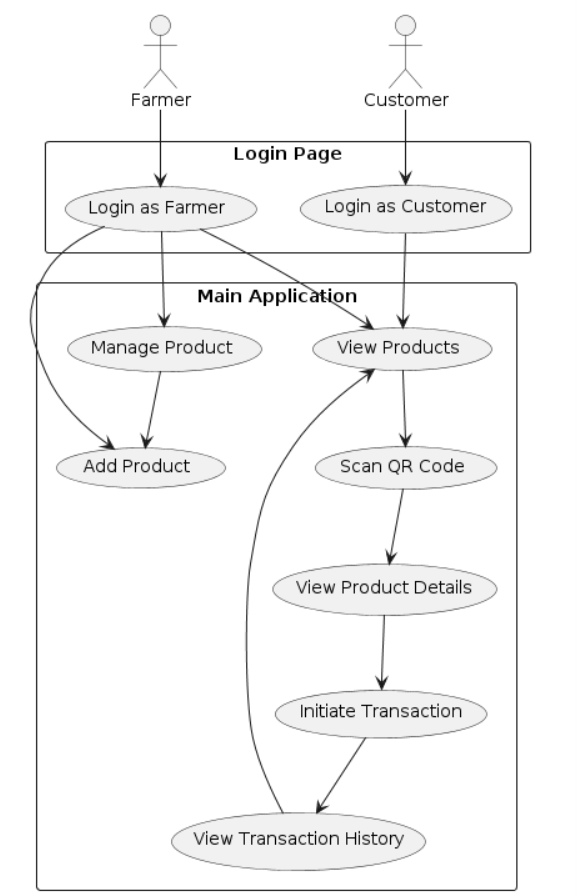 Farmer
Customer
Login Page
Login as Farmer
Login as Customer
Main Application
Manage Product
View Products
Add Product
Scan QR Code
View Product Details
Initiate Transaction
View Transaction History